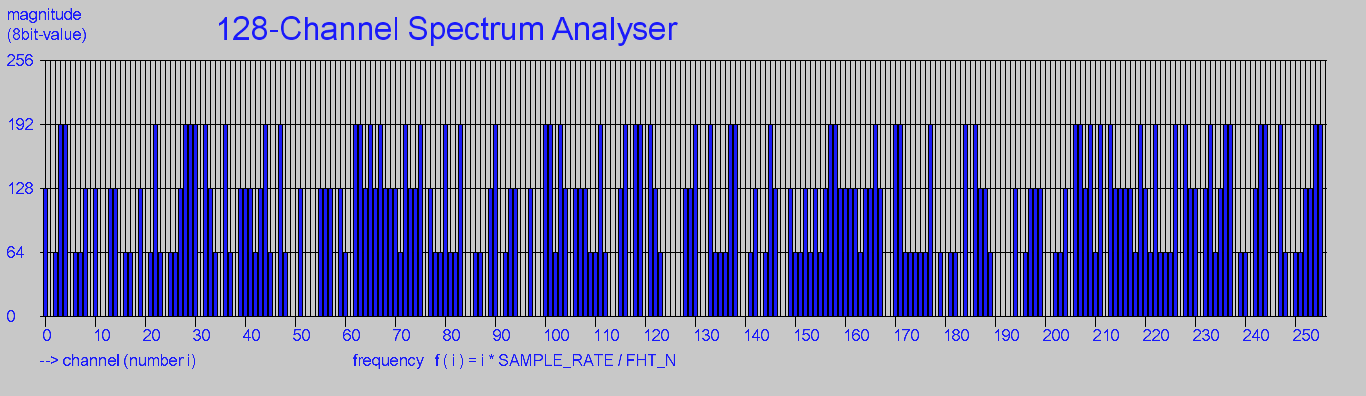 magnitude
(8bit-value)
128-Channel Spectrum Analyser
256
192
128
64
0
0 10 20 30 40 50 60 70 80 90 100 110 120 130 140 150 160 170 180 190 200 210 220 230 240 250
--> channel (number i) frequency f ( i ) = i * SAMPLE_RATE / FHT_N